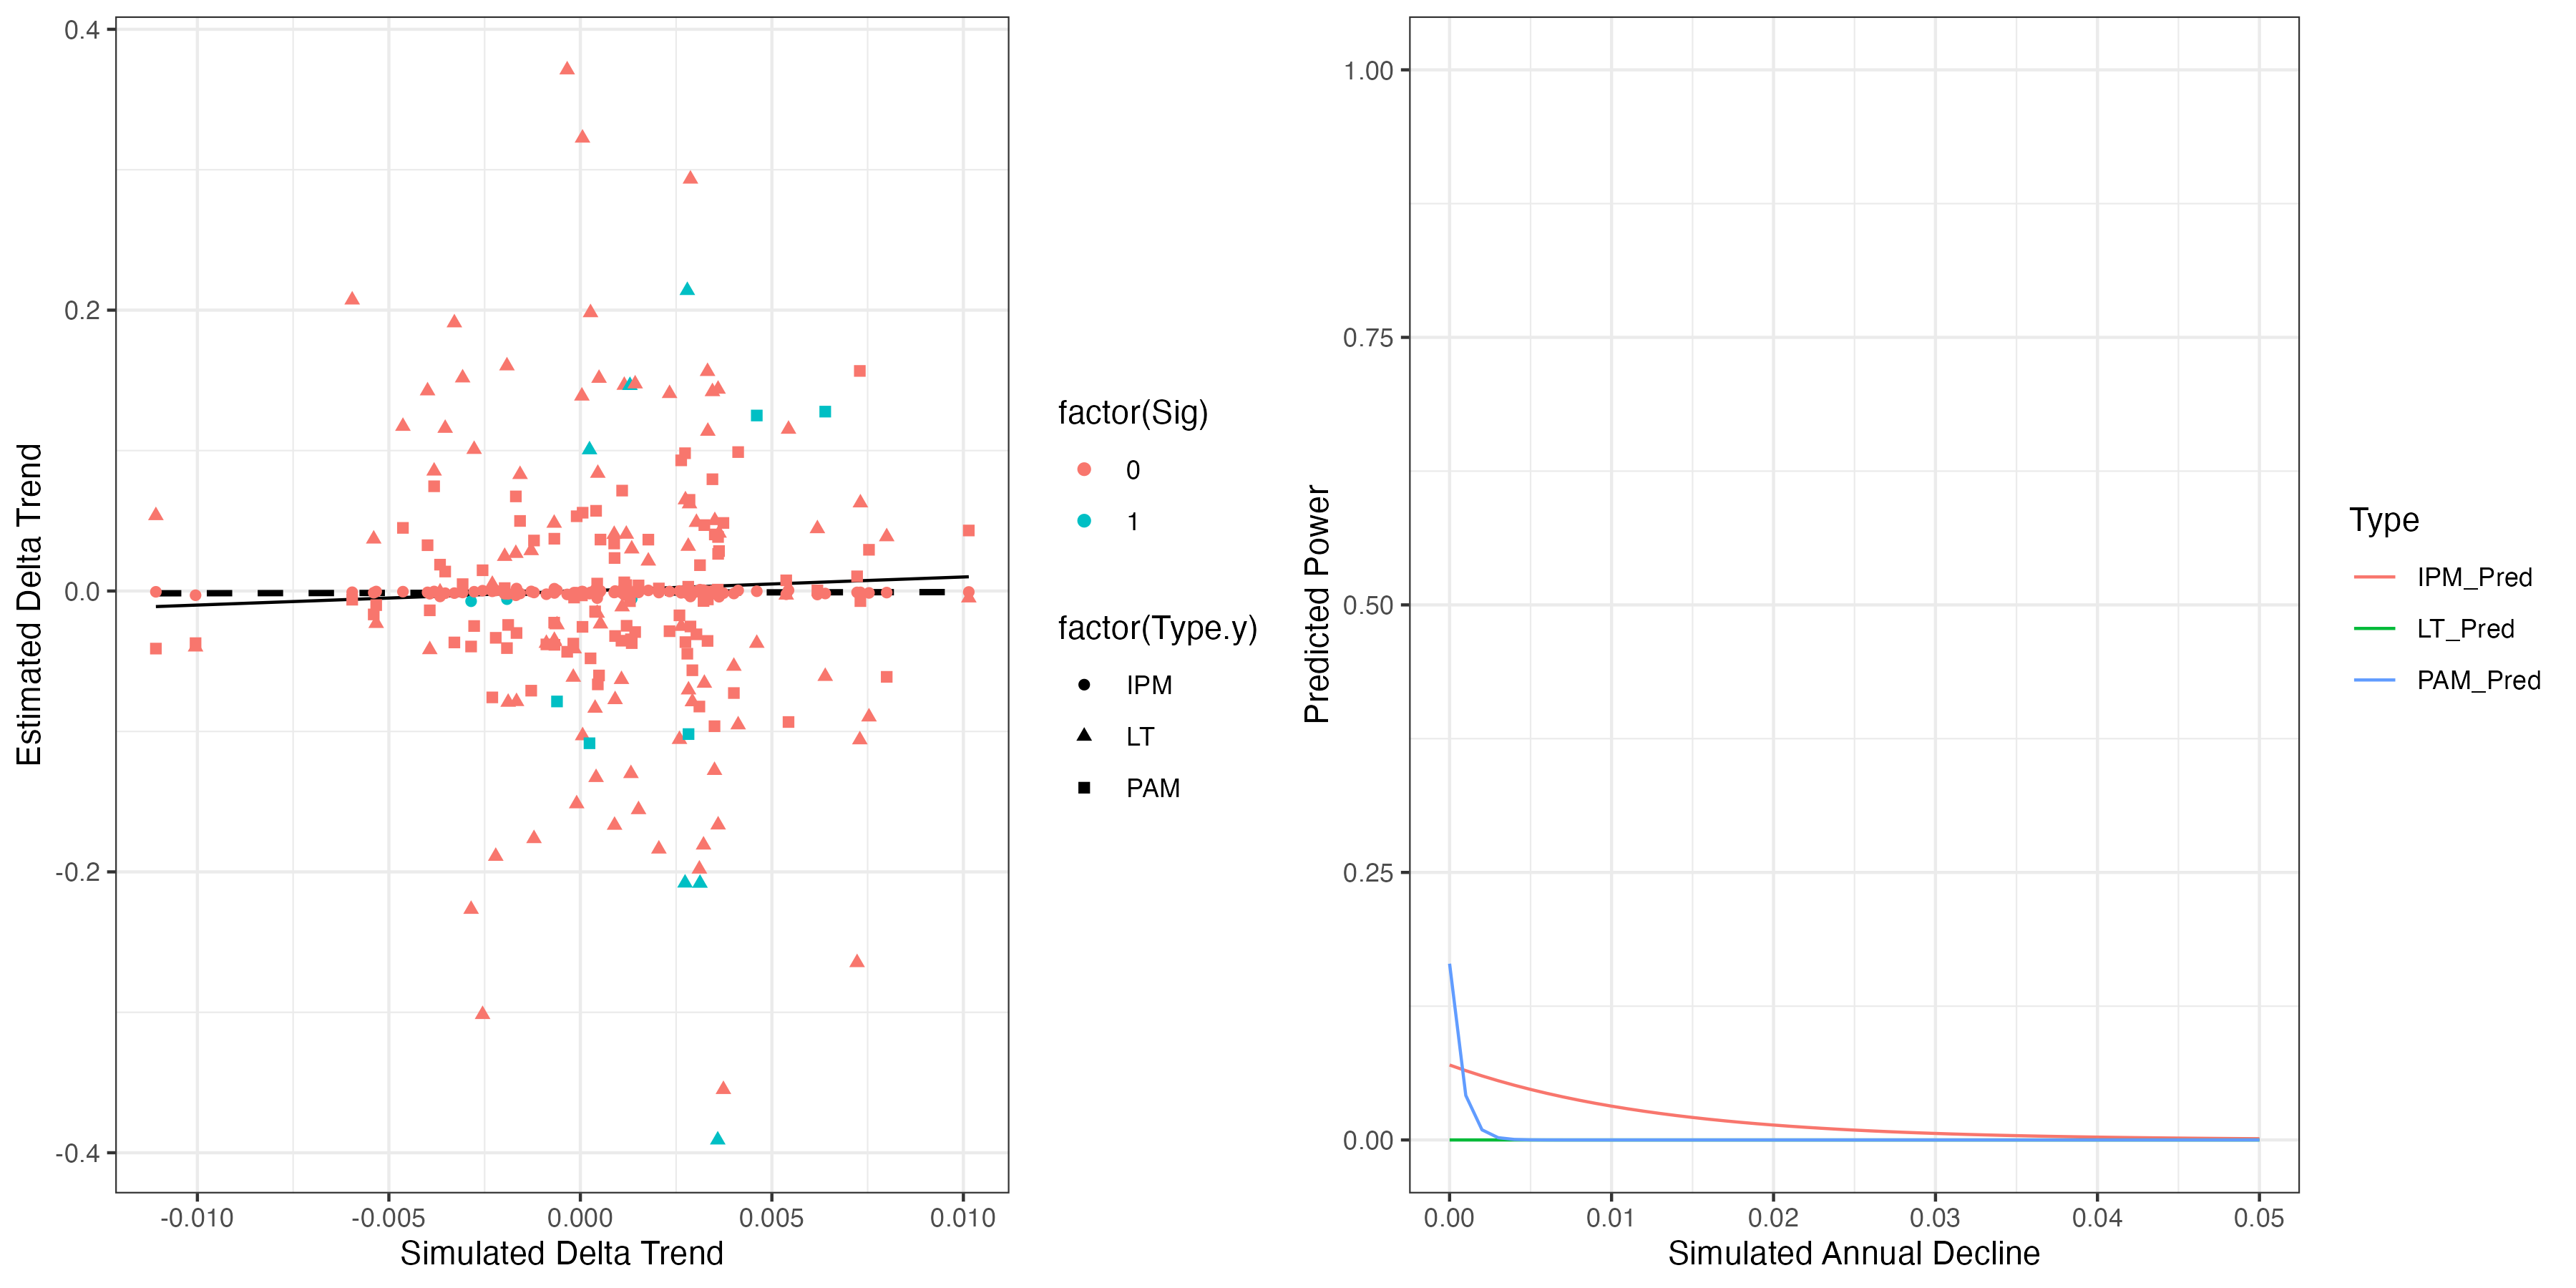 0.4
0.2
0.0
-0.2
-0.4
Estimated Delta Trend
-0.010
-0.005
0.000
0.005
0.010
Simulated Delta Trend
factor(Sig)
0
1
factor(Type.y)
IPM
LT
PAM
1.00
0.75
0.50
0.25
0.00
Predicted Power
0.00
0.01
0.02
0.03
0.04
0.05
Simulated Annual Decline
Type
IPM_Pred
LT_Pred
PAM_Pred